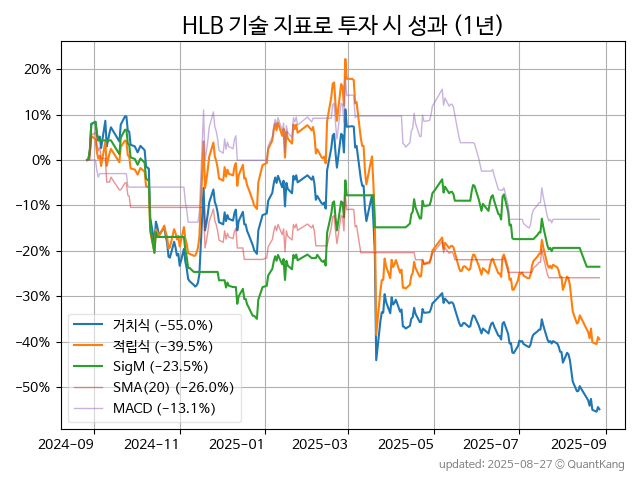 HLB 기술 지표로 투자 시 성과 (1년)
20%
10%
0%
−10%
−20%
−30%
−40%
−50%
거치식 (−55.0%)
적립식 (−39.5%)
SigM (−23.5%)
SMA(20) (−26.0%)
MACD (−13.1%)
2024-09 2024-11 2025-01 2025-03 2025-05 2025-07 2025-09
updated: 2025-08-27 © QuantKang